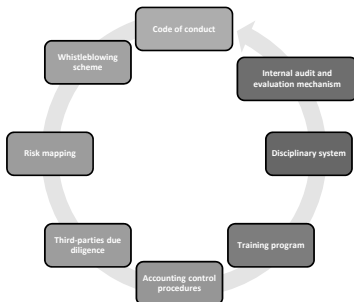 Code of conduct
Whistleblowing
scheme
Internal audit and
evaluation mechanism
Risk mapping
Disciplinary system
Third-parties due
diligence
Training program
Accounting control
procedures